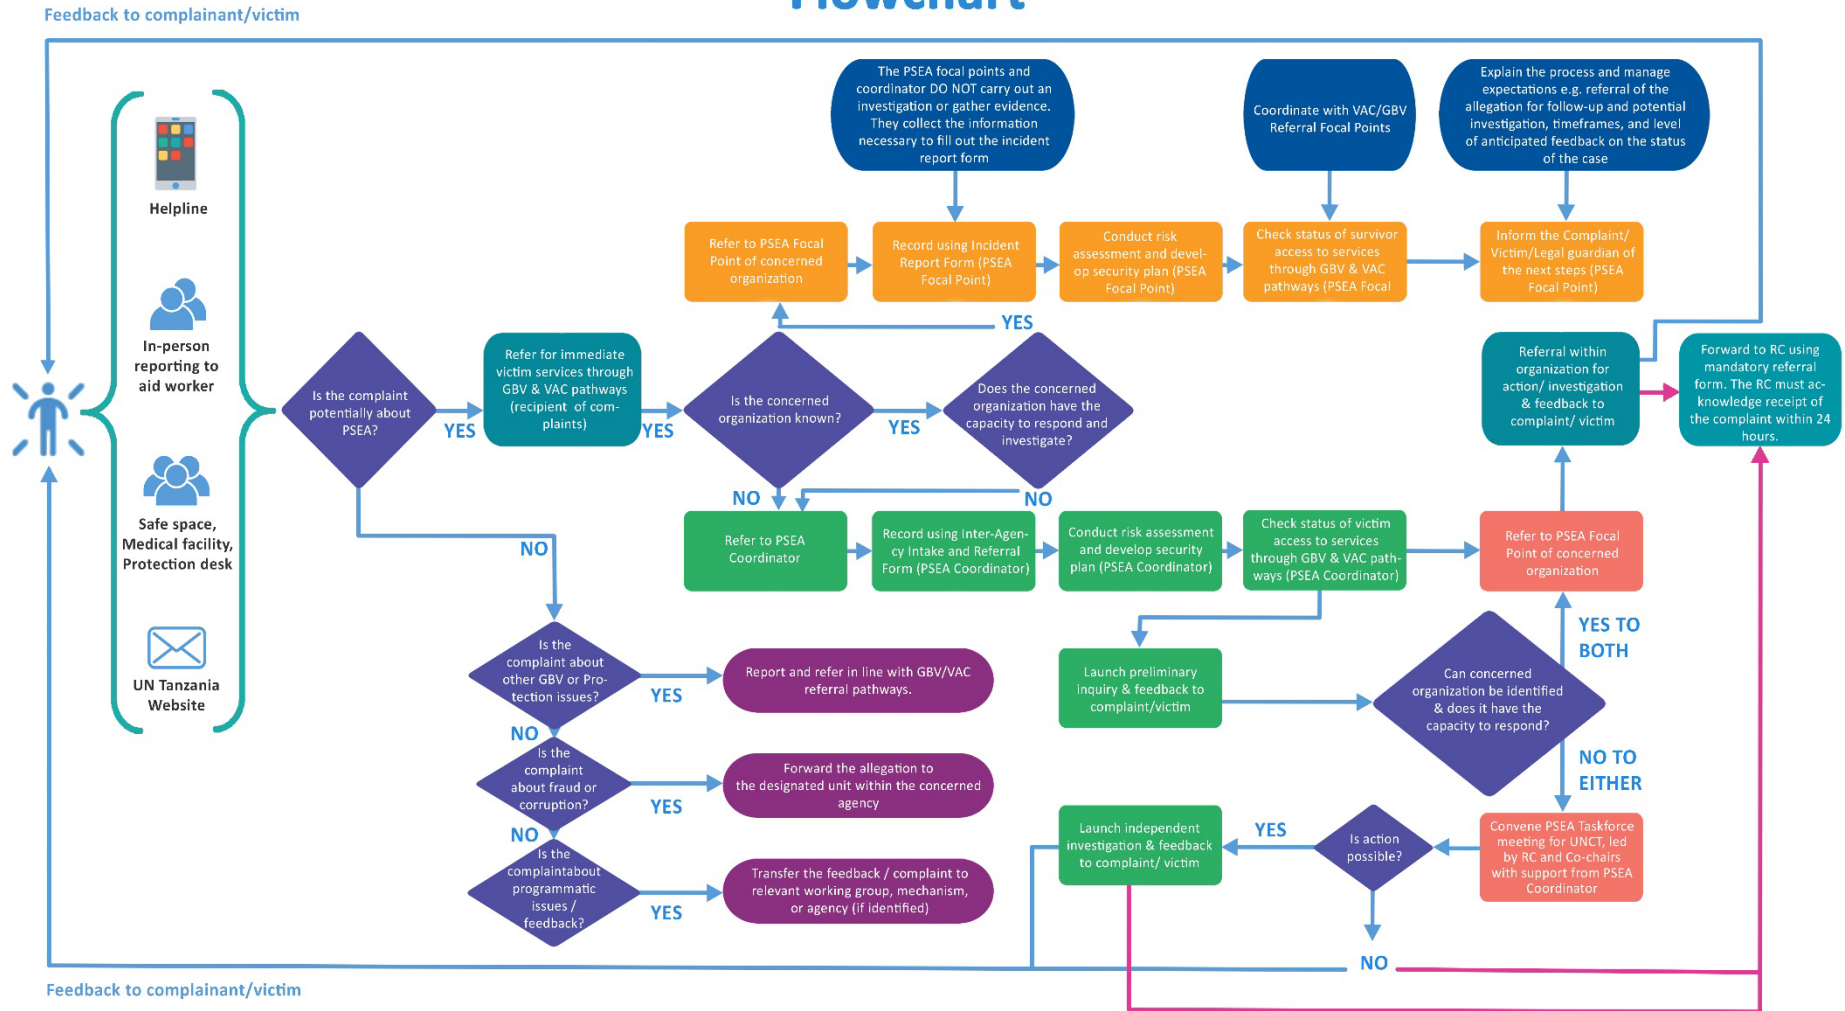 Flowchart
Feedback to complainant/victim
Helpline
In-person
reporting to
aid worker
Safe space,
Medical facility,
Protection desk
UN Tanzania
Website
The PSEA focal points and
coordinator DO NOT carry out an
investigation or gather evidence.
They collect the information
necessary to fill out the incident
report form
Coordinate with VAC/GBV
Referral Focal Points
Explain the process and manage
expectations e.g. referral of the
allegation for follow-up and potential
investigation, timeframes, and level
of anticipated feedback on the status
of the case
Refer to PSEA Focal
Point of concerned
organization
Record using Incident
Report Form (PSEA
Focal Point)
Conduct risk
assessment and devel-
op security plan (PSEA
Focal Point)
Check status of survivor
access to services
through GBV & VAC
pathways (PSEA Focal
Inform the Complaint/
Victim/Legal guardian of
the next steps (PSEA
Focal Point)
YES
Is the complaint
potentially about
PSEA?
YES
Refer for immediate
victim services through
GBV & VAC pathways
(recipient of com-
plaints)
YES
Is the concerned
organization known?
YES
Does the concerned
organization have the
capacity to respond and
investigate?
Referral within
organization for
action/ investigation
& feedback to
complaint/ victim
Forward to RC using
mandatory referral
form. The RC must ac-
knowledge receipt of
the complaint within 24
hours.
NO
NO
Refer to PSEA
Coordinator
Record using Inter-Agen-
cy Intake and Referral
Form (PSEA Coordinator)
Conduct risk assessment
and develop security
plan (PSEA Coordinator)
Check status of victim
access to services
through GBV & VAC path-
ways (PSEA Coordinator)
Refer to PSEA Focal
Point of concerned
organization
NO
Is the
complaint about
other GBV or Pro-
tection issues?
YES
Report and refer in line with GBV/VAC
referral pathways.
Launch preliminary
inquiry & feedback to
complaint/victim
Can concerned
organization be identified
& does it have the
capacity to respond?
YES TO
BOTH
NO TO
EITHER
NO
Is the
complaint
about fraud or
corruption?
YES
Forward the allegation to
the designated unit within the concerned
agency
NO
Is the
complaintabout
programmatic
issues /
feedback?
YES
Transfer the feedback / complaint to
relevant working group, mechanism,
or agency (if identified)
Launch independent
investigation & feedback
to complaint/ victim
YES
Is action
possible?
Convene PSEA Taskforce
meeting for UNCT, led
by RC and Co-chairs
with support from PSEA
Coordinator
NO
Feedback to complainant/victim